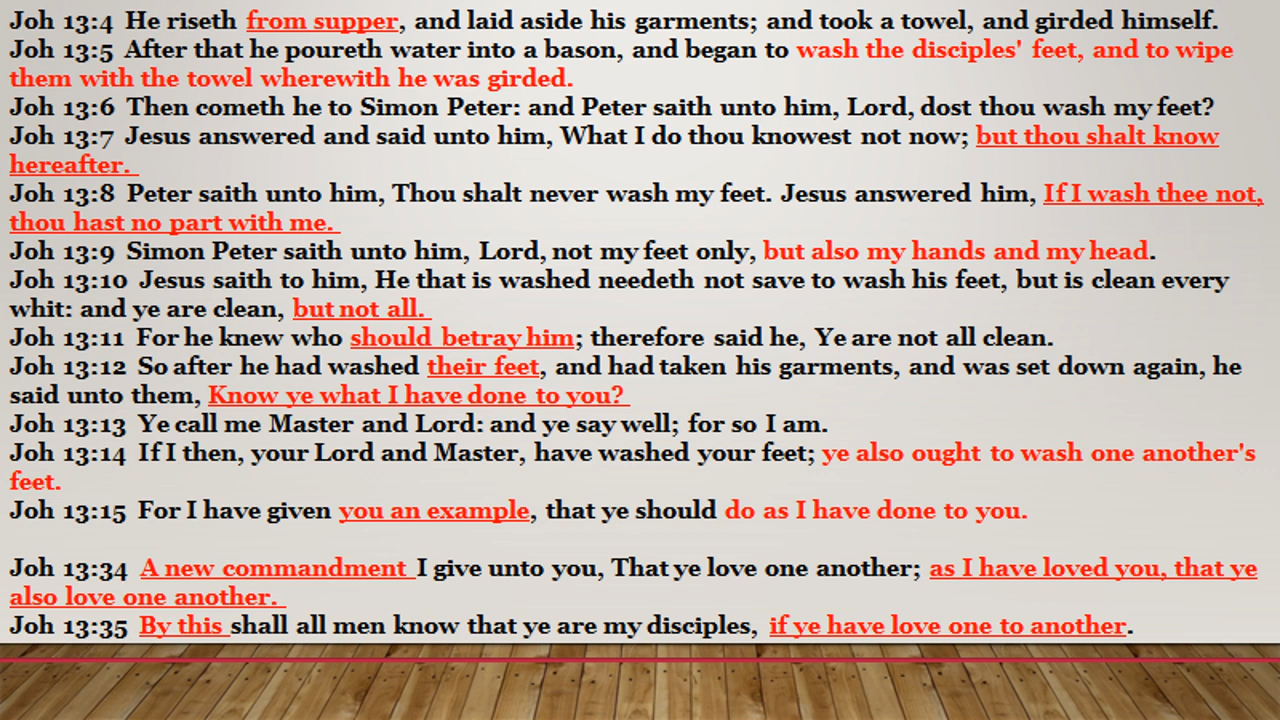 Joh 13:4 He riseth from supper, and laid aside his garments; and took a towel, and girded himself.
Joh 13:5 After that he poureth water into a bason, and began to wash the disciples' feet, and to wipe
them with the towel wherewith he was girded.
Joh 13:6 Then cometh he to Simon Peter: and Peter saith unto him, Lord, dost thou wash my feet?
Joh 13:7 Jesus answered and said unto him, What I do thou knowest not now; but thou shalt know
hereafter.
Joh 13:8 Peter saith unto him, Thou shalt never wash my feet. Jesus answered him, If I wash thee not,
thou hast no part with me.
Joh 13:9 Simon Peter saith unto him, Lord, not my feet only, but also my hands and my head.
Joh 13:10 Jesus saith to him, He that is washed needeth not save to wash his feet, but is clean every
whit: and ye are clean, but not all.
Joh 13:11 For he knew who should betray him; therefore said he, Ye are not all clean.
Joh 13:12 So after he had washed their feet, and had taken his garments, and was set down again, he
said unto them, Know ye what I have done to you?
Joh 13:13 Ye call me Master and Lord: and ye say well; for so I am.
Joh 13:14 If I then, your Lord and Master, have washed your feet; ye also ought to wash one another's
feet.
Joh 13:15 For I have given you an example, that ye should do as I have done to you.
Joh 13:34 A new commandment I give unto you, That ye love one another; as I have loved you, that ye
also love one another.
Joh 13:35 By this shall all men know that ye are my disciples, if ye have love one to another.